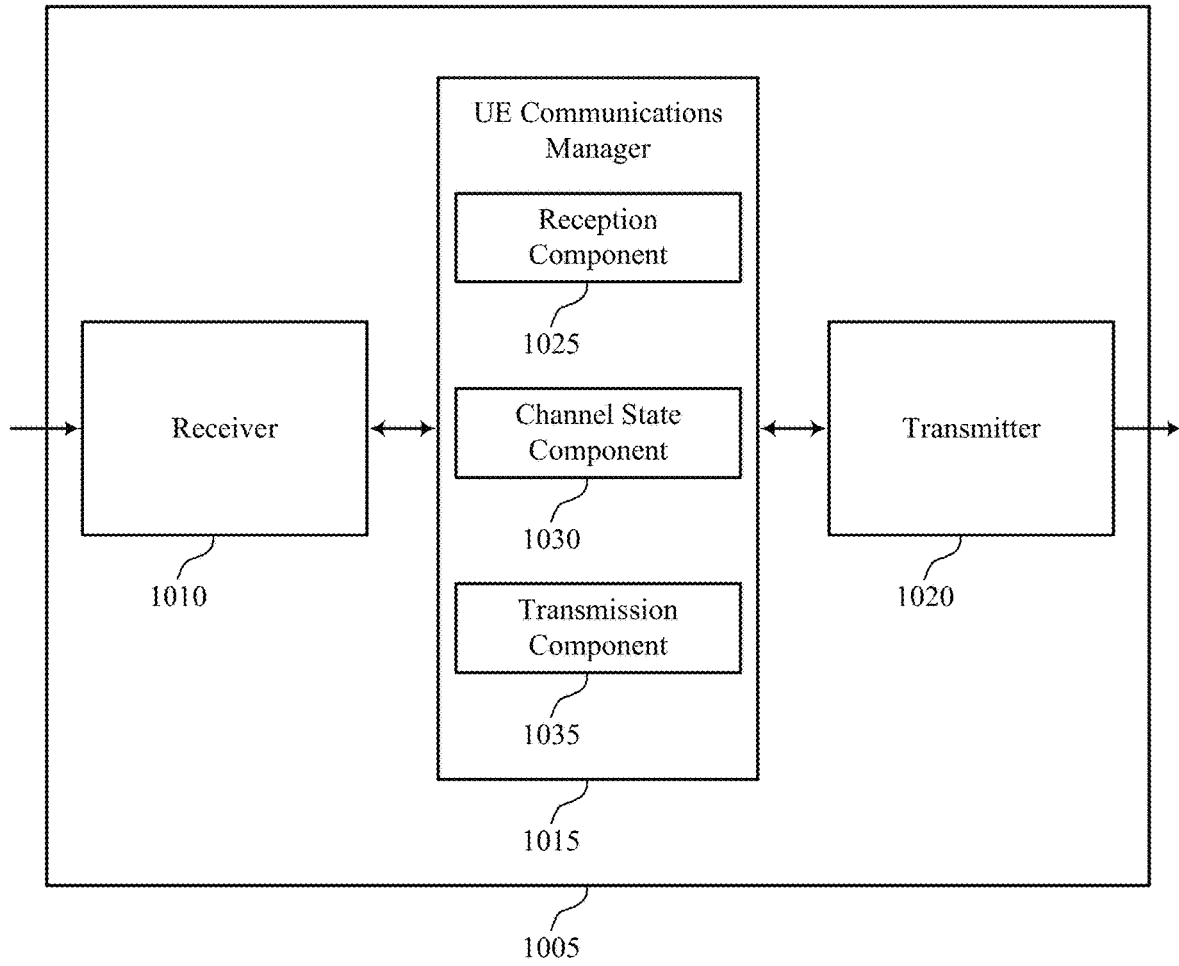 UE Communications
Manager
Reception
Component
1025
Receiver
1010
Channel State
Component
1030
Transmitter
1020
Transmission
Component
1035
1015
1005